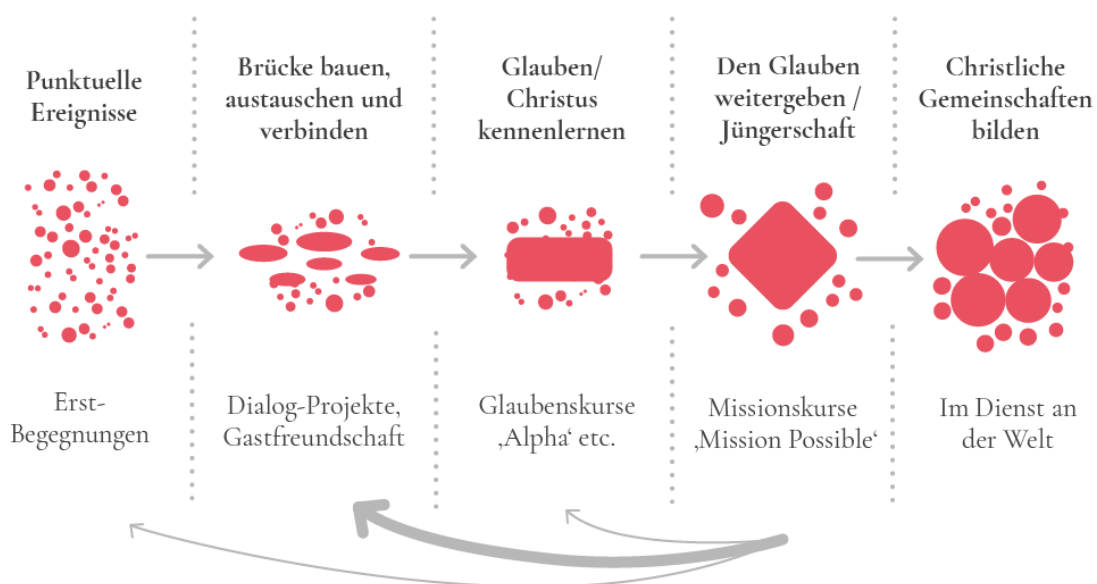 Punktuelle
Ereignisse
Brücke bauen,
austauschen und
verbinden
Glauben/
Christus
kennenlernen
Den Glauben
weitergeben /
Jüngerschaft
Christliche
Gemeinschaften
bilden
Erst-
Begegnungen
Dialog-Projekte,
Gastfreundschaft
Glaubenskurse
‚Alpha‘ etc.
Missionskurse
‚Mission Possible‘
Im Dienst an
der Welt